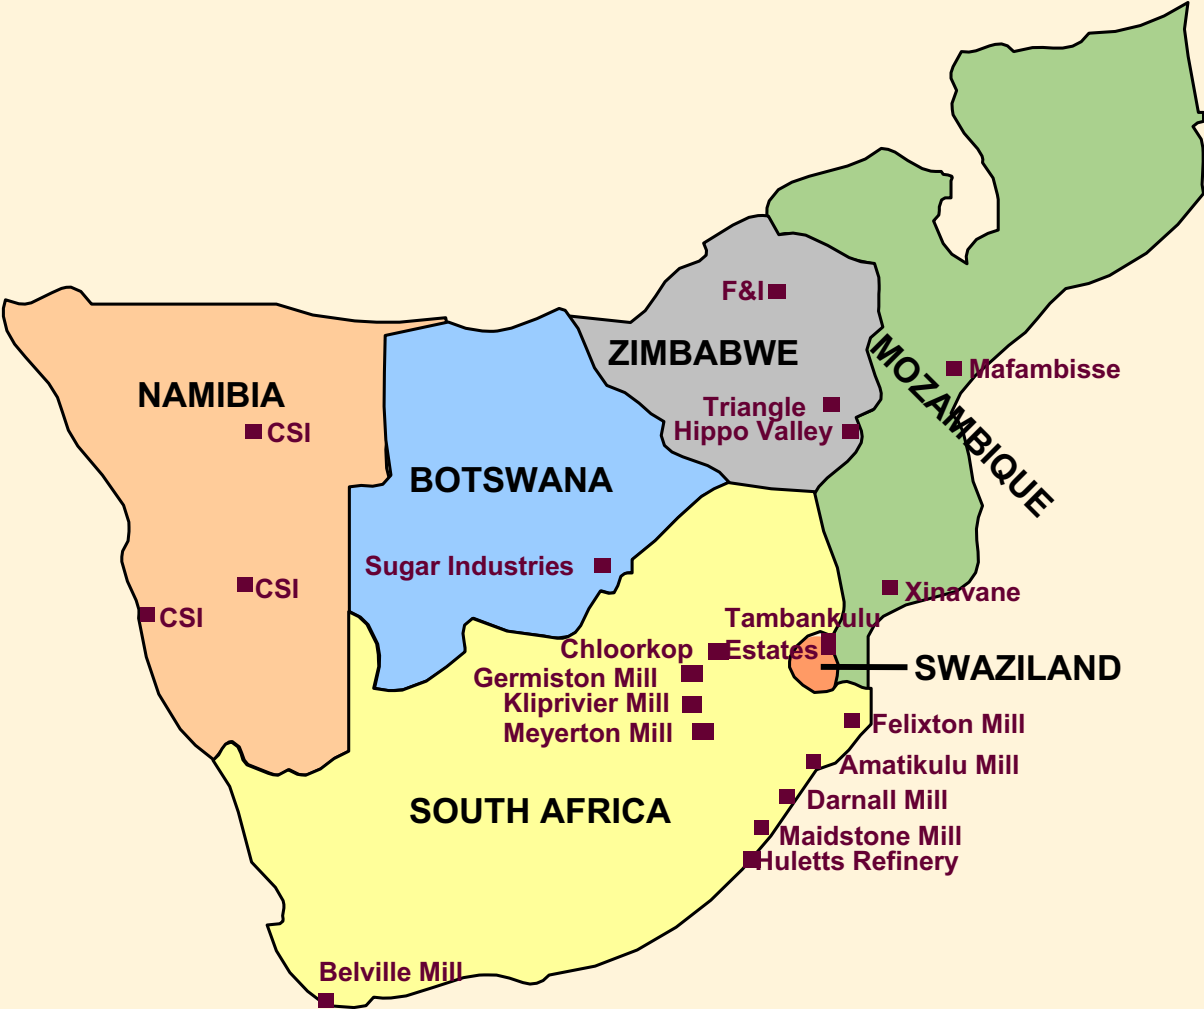 F&I
ZIMBABWE
MOZAMBIQUE
Mafambisse
NAMIBIA
Triangle
CSI
Hippo Valley
BOTSWANA
Sugar Industries
CSI
Xinavane
CSI
Tambankulu
Estates
Chloorkop
SWAZILAND
Germiston Mill
Kliprivier Mill
Meyerton Mill
Felixton Mill
Amatikulu Mill
SOUTH AFRICA
Darnall Mill
Maidstone Mill
Huletts Refinery
Belville Mill